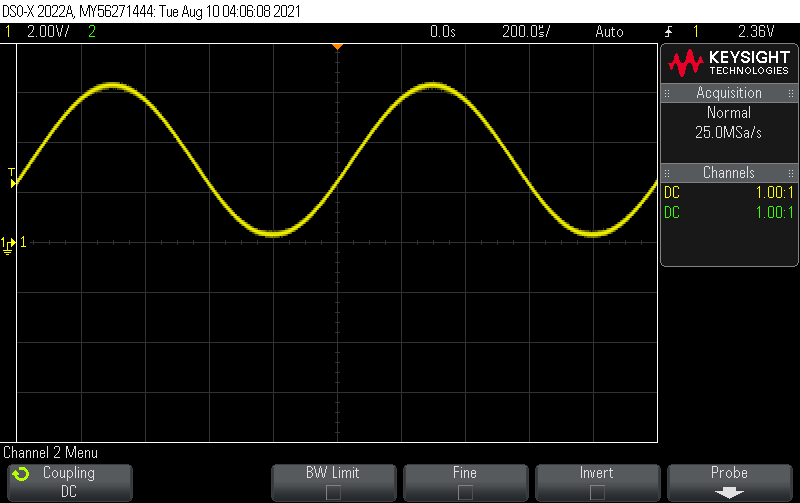 DSO-X 2022A, MY56271444: Tue Aug 10 04:06:08 2021
1 2.00V/ 2 0.0s 200.0µs/ Auto 1 2.36V
KEYSIGHT
TECHNOLOGIES
Acquisition
Normal
25.0MSa/s
Channels
DC 1.00:1
DC 1.00:1
T
1 1
Channel 2 Menu
Coupling
DC
BW Limit
Fine
Invert
Probe